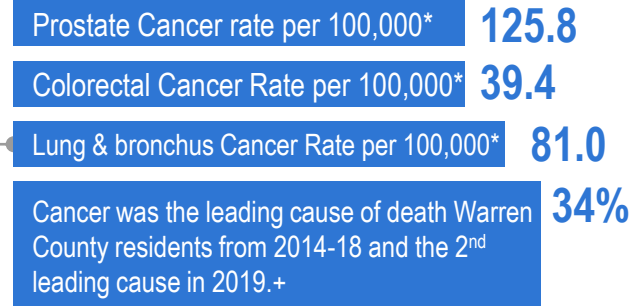 Prostate Cancer rate per 100,000* 125.8
Colorectal Cancer Rate per 100,000* 39.4
Lung & bronchus Cancer Rate per 100,000* 81.0
Cancer was the leading cause of death Warren 34%
County residents from 2014-18 and the 2nd
leading cause in 2019.+